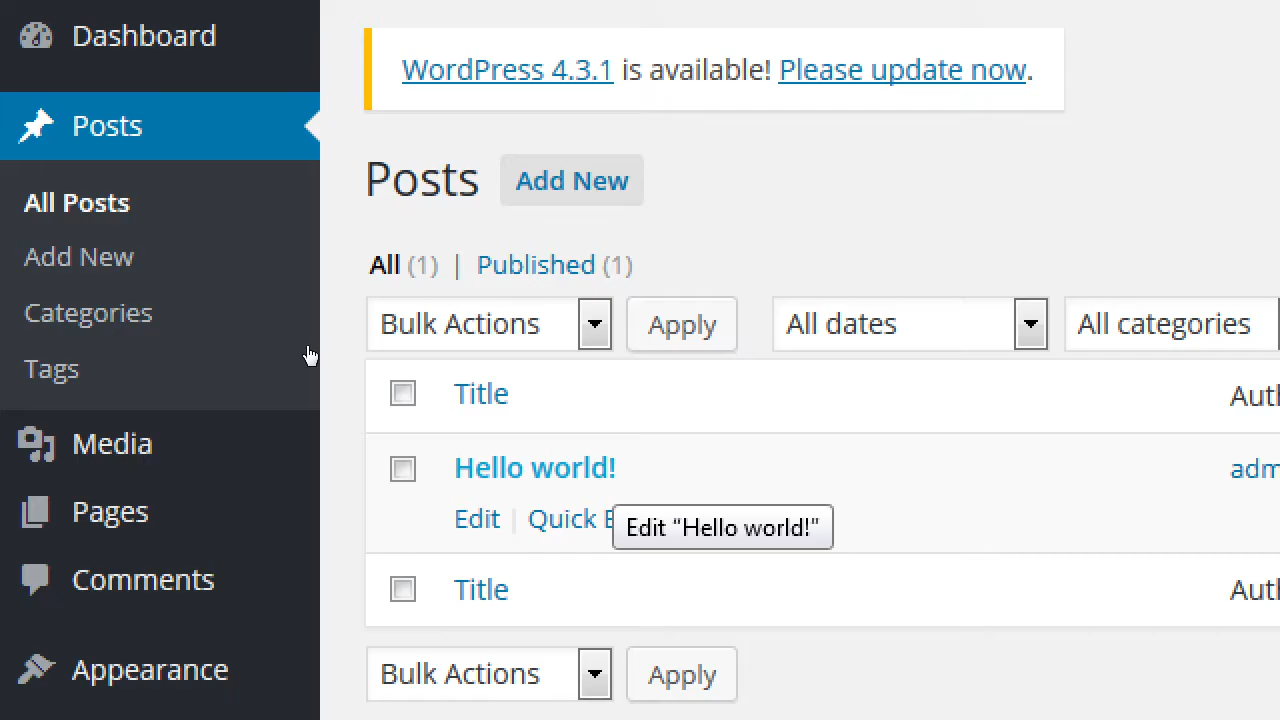 Dashboard
WordPress 4.3.1 is available! Please update now.
Posts
Posts Add New
All Posts
Add New
All (1) | Published (1)
Categories
Bulk Actions Apply All dates All categories
Tags
Title
Media
Hello world!
Edit | Quick
Edit “Hello world!”
Pages
Comments
Title
Appearance
Bulk Actions Apply